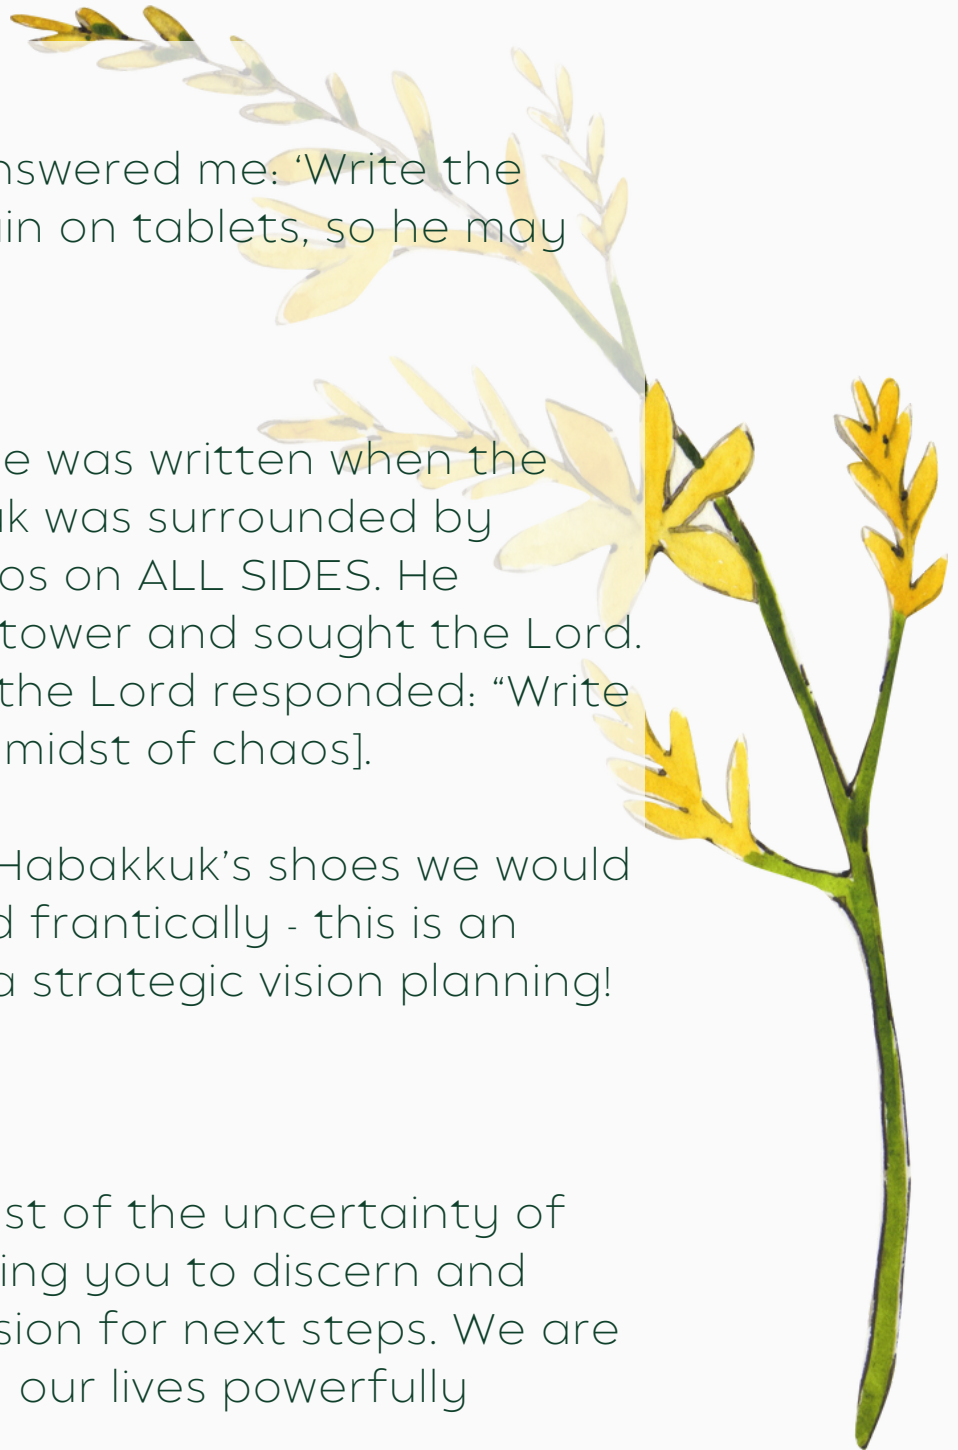 nswered me: ‘Write the
in on tablets, so he may
e was written when the
k was surrounded by
os on ALL SIDES. He
tower and sought the Lord.
the Lord responded: “Write
midst of chaos].
Habakkuk’s shoes we would
d frantically - this is an
a strategic vision planning!
st of the uncertainty of
ing you to discern and
sion for next steps. We are
our lives powerfully